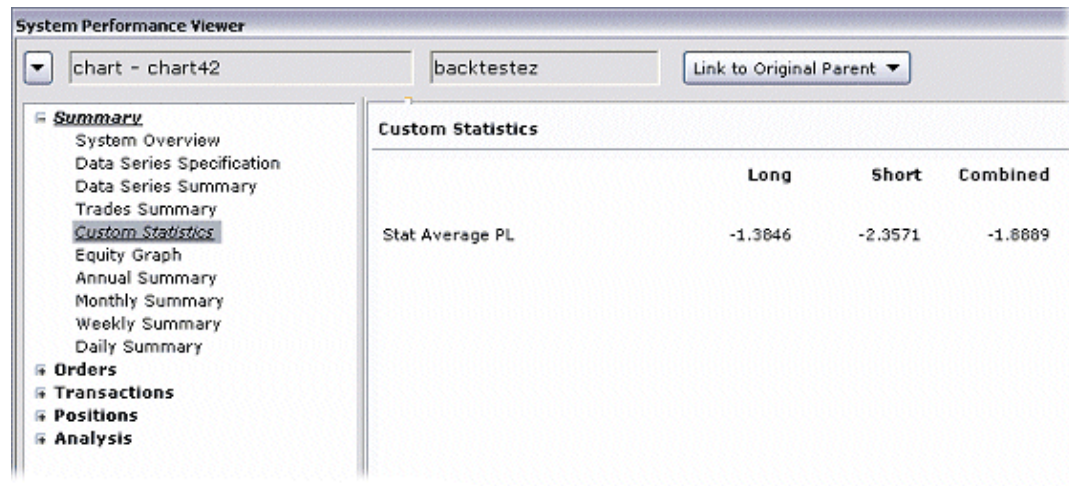 System Performance Viewer
chart - chart42 backtestez Link to Original Parent
Summary
System Overview
Data Series Specification
Data Series Summary
Trades Summary
Custom Statistics
Equity Graph
Annual Summary
Monthly Summary
Weekly Summary
Daily Summary
Orders
Transactions
Positions
Analysis
Custom Statistics
Long Short Combined
Stat Average PL -1.3846 -2.3571 -1.8889